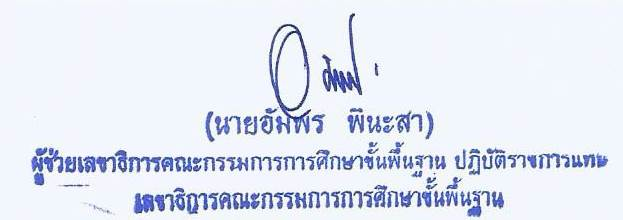 (นายอัมพร พินะสา)
ผู้ช่วยเลขาธิการคณะกรรมการการศึกษาขั้นพื้นฐาน ปฏิบัติราชการแทน
เลขาธิการคณะกรรมการการศึกษาขั้นพื้นฐาน